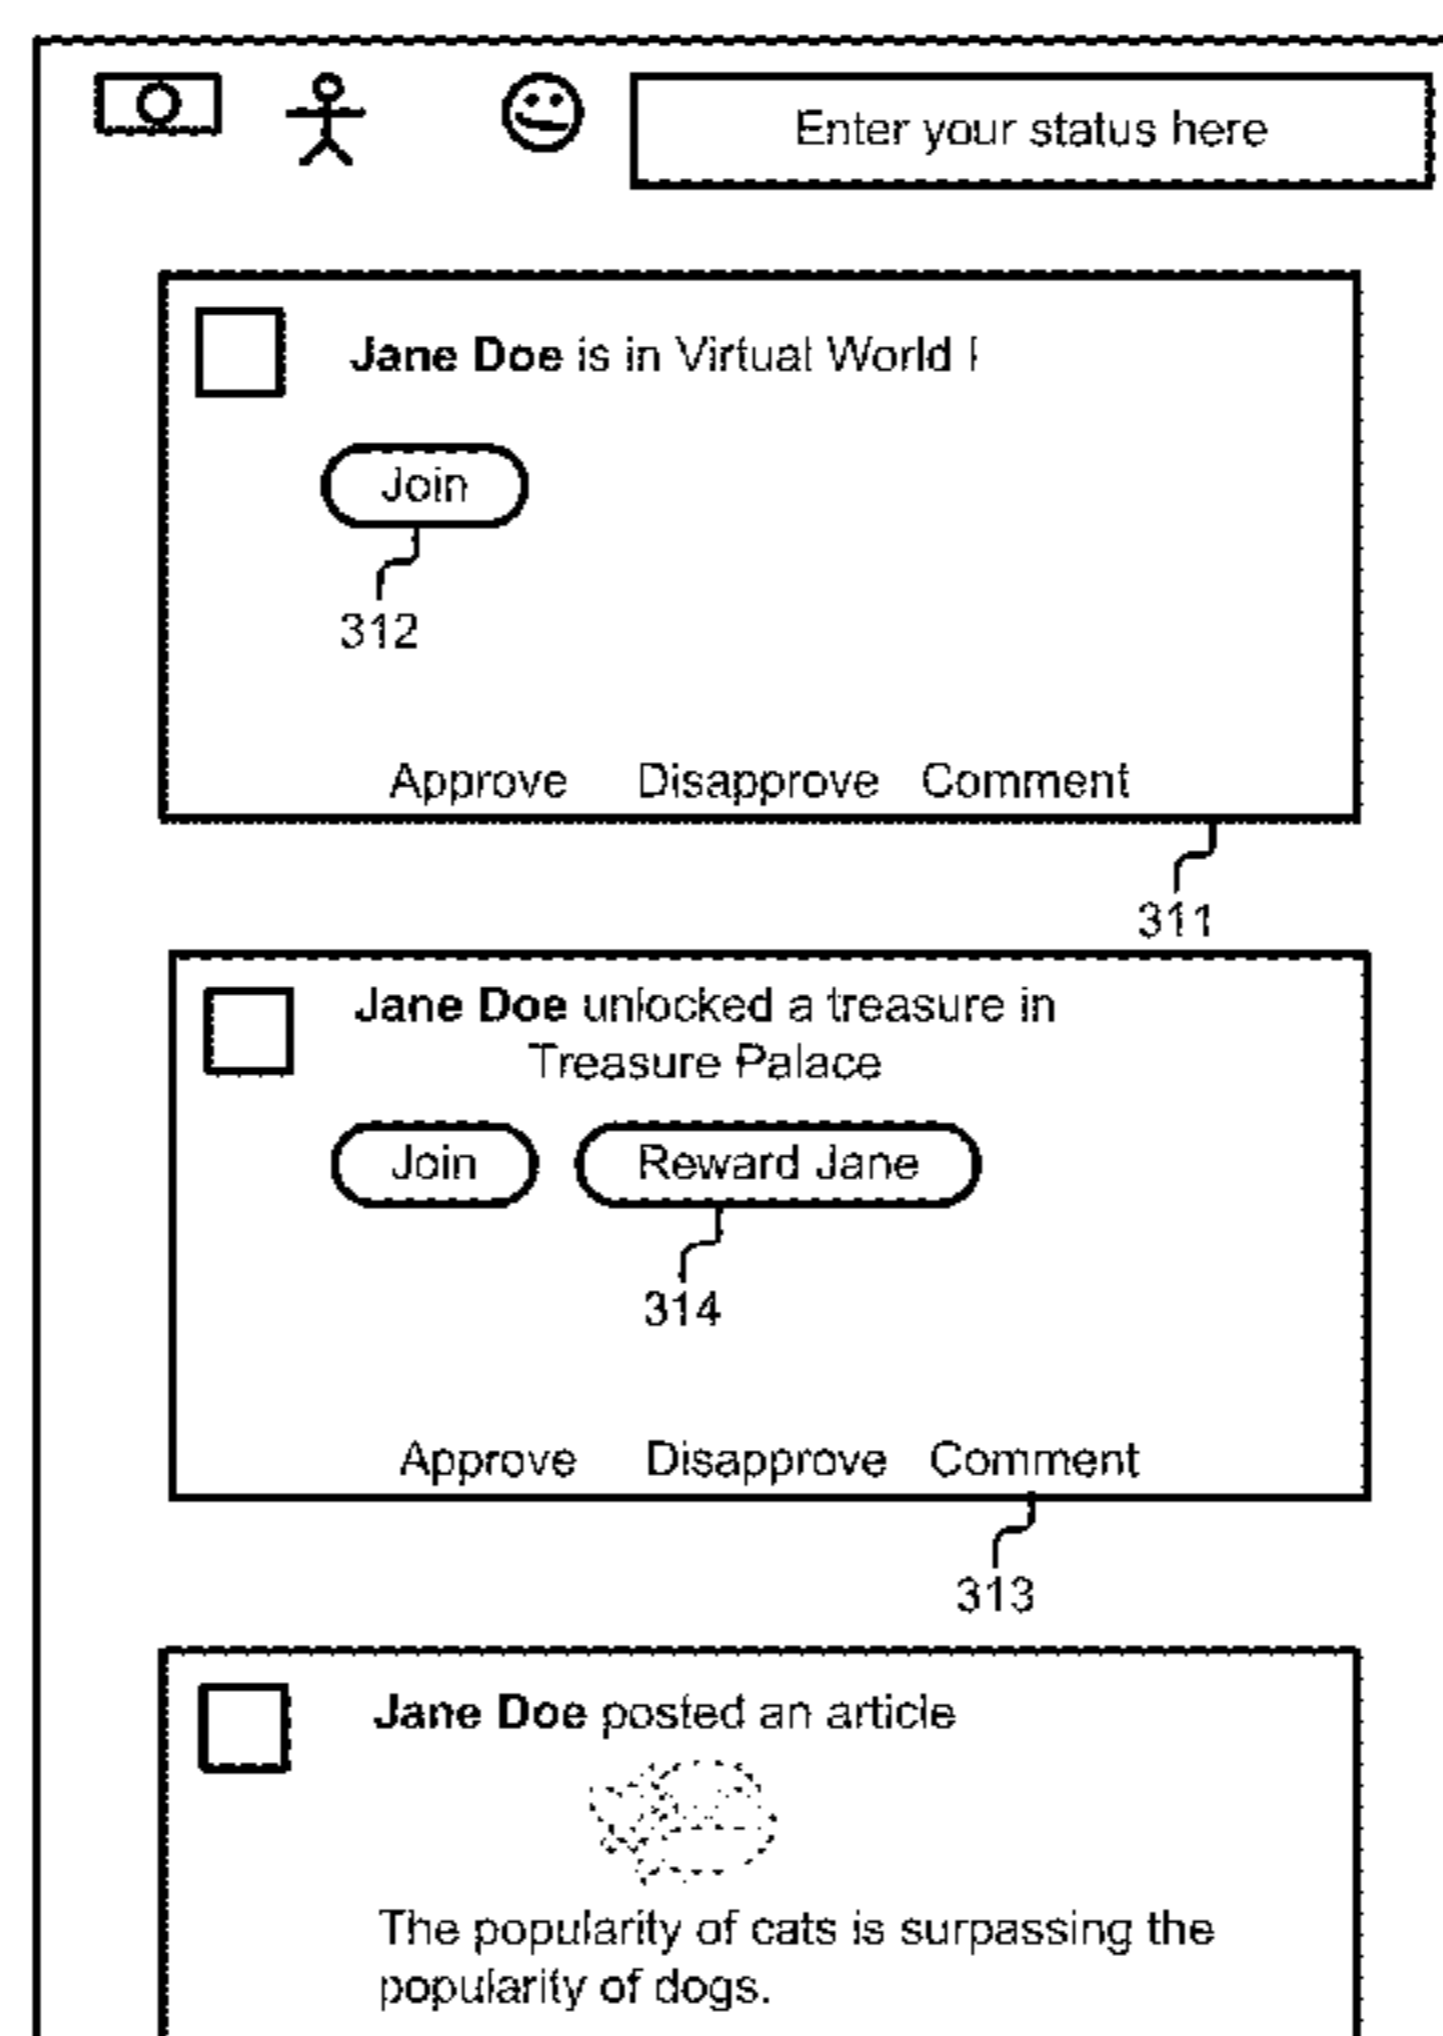 Enter your status here
Jane Doe is in Virtual World
Join
312
Approve Disapprove Comment
311
Jane Doe unlocked a treasure in
Treasure Palace
Join Reward Jane
314
Approve Disapprove Comment
313
Jane Doe posted an article
The popularity of cats is surpassing the
popularity of dogs.